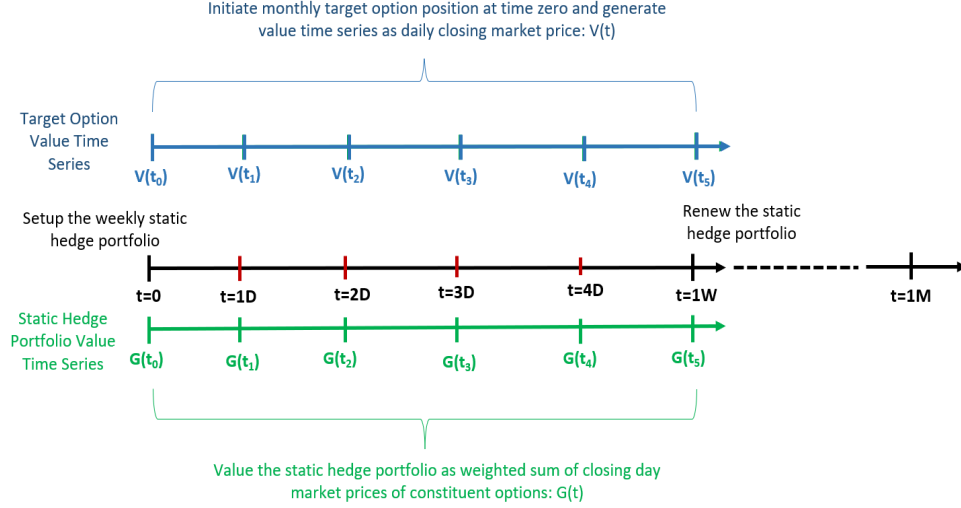 Initiate monthly target option position at time zero and generate
value time series as daily closing market price: V(t)
Target Option
Value Time
Series
V(t₀) V(t₁) V(t₂) V(t₃) V(t₄) V(t₅)
Setup the weekly static
hedge portfolio
Renew the static
hedge portfolio
t=0 t=1D t=2D t=3D t=4D t=1W t=1M
Static Hedge
Portfolio Value
Time Series
G(t₀) G(t₁) G(t₂) G(t₃) G(t₄) G(t₅)
Value the static hedge portfolio as weighted sum of closing day
market prices of constituent options: G(t)